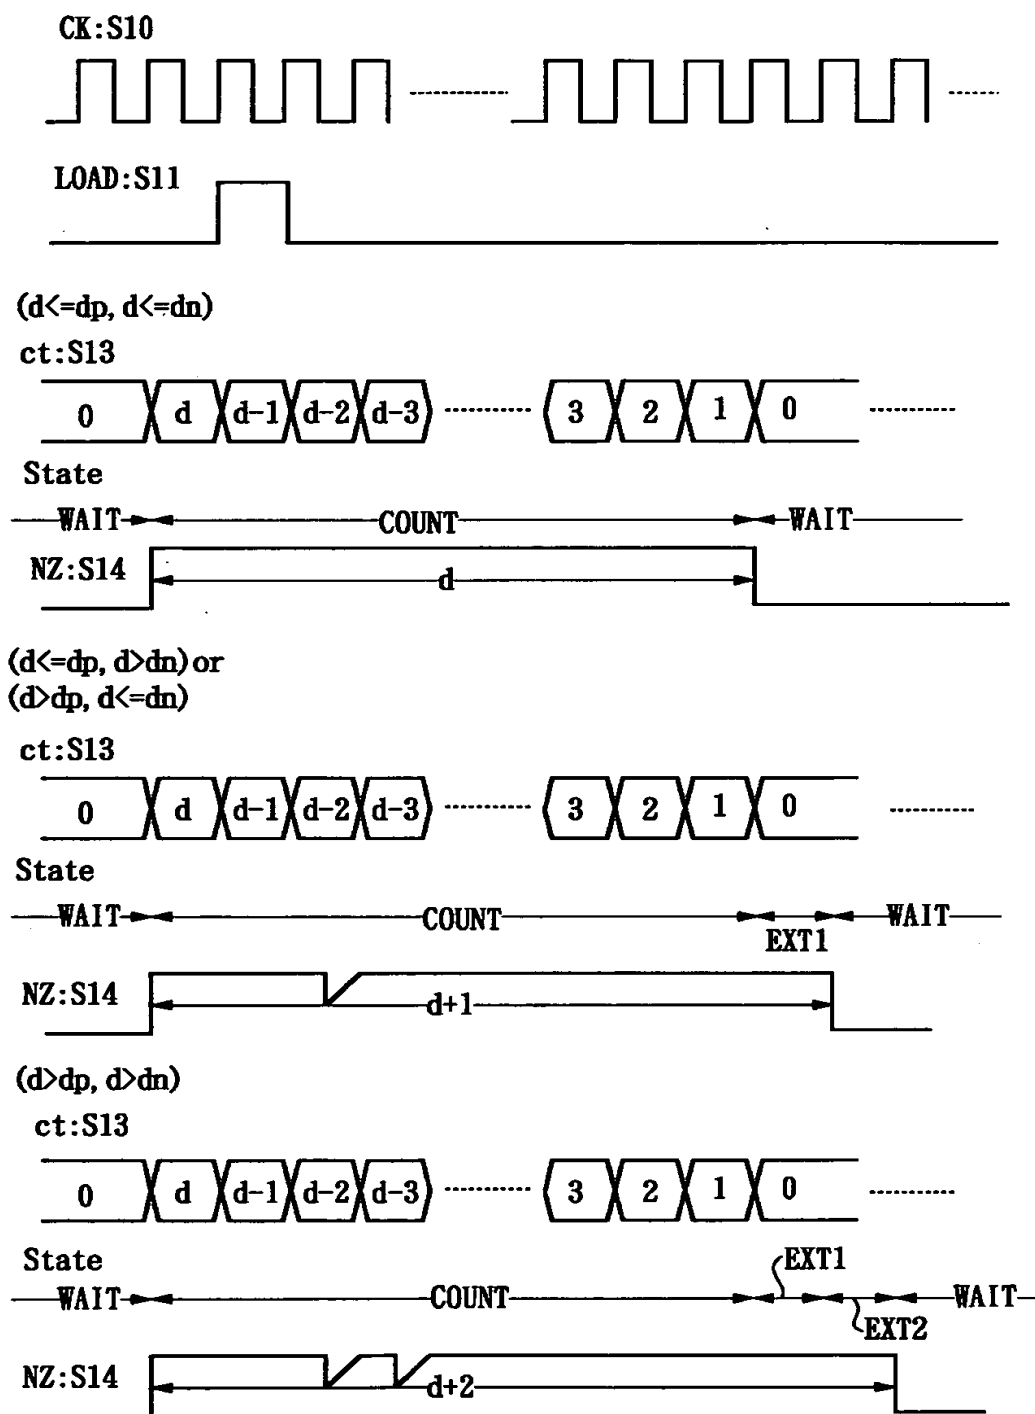 CK:S10
LOAD:S11
(d<=dp, d<=dn)
ct:S13
0 d d-1 d-2 d-3 3 2 1 0
State
WAIT COUNT WAIT
NZ:S14
d
(d<=dp, d>dn) or
(d>dp, d<=dn)
ct:S13
0 d d-1 d-2 d-3 3 2 1 0
State
WAIT COUNT WAIT
EXT1
NZ:S14
d+1
(d>dp, d>dn)
ct:S13
0 d d-1 d-2 d-3 3 2 1 0
State
EXT1
WAIT COUNT WAIT
EXT2
NZ:S14
d+2